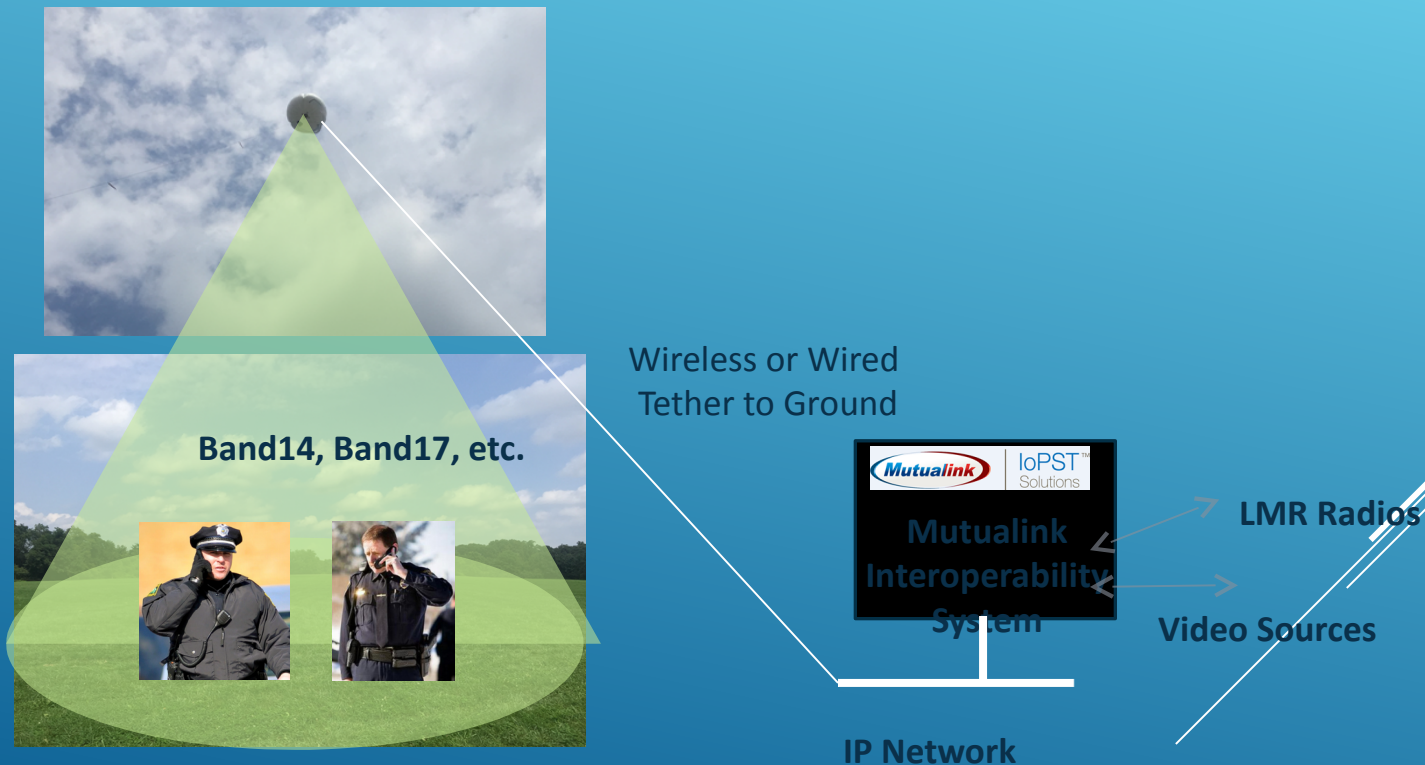 Wireless or Wired
Tether to Ground
Band14, Band17, etc.
Mutualink
IoPST™
Solutions
Mutualink
Interoperability
System
LMR Radios
Video Sources
IP Network